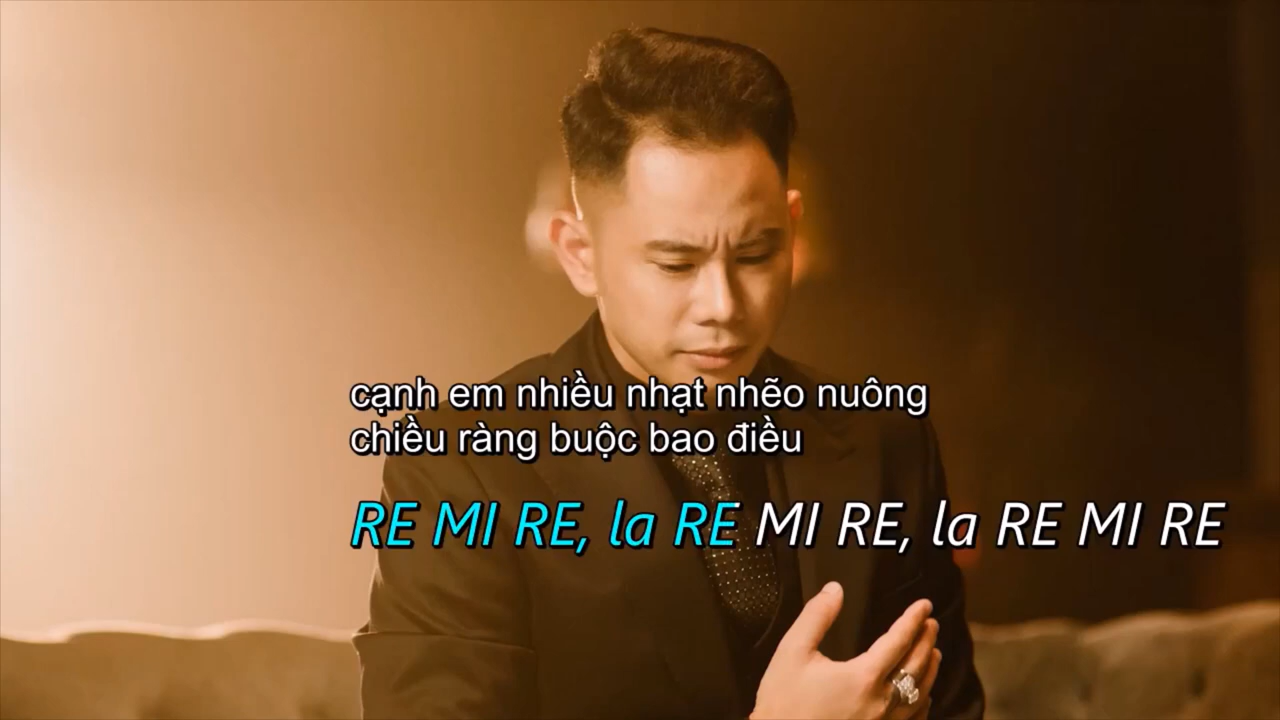 cạnh em nhiều nhạt nhẽo nuông
chiều ràng buộc bao điều
RE MI RE, la RE MI RE, la RE MI RE